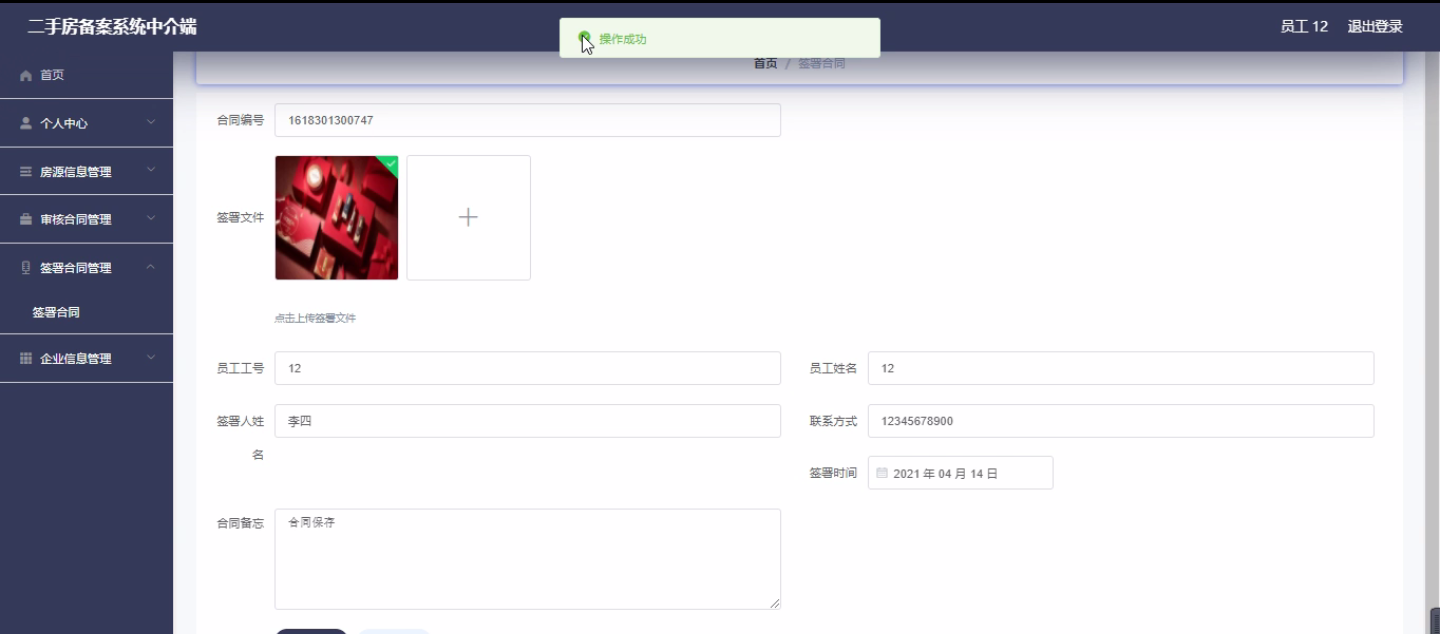 二手房备案系统中介端
操作成功
员工 12 退出登录
首页 / 签署合同
首页
个人中心
房源信息管理
审核合同管理
签署合同管理
签署合同
企业信息管理
合同编号 1618301300747
签署文件
点击上传签署文件
员工工号 12 员工姓名 12
签署人姓名 李四 联系方式 12345678900
签署时间 2021 年 04 月 14 日
合同备忘 合同保存